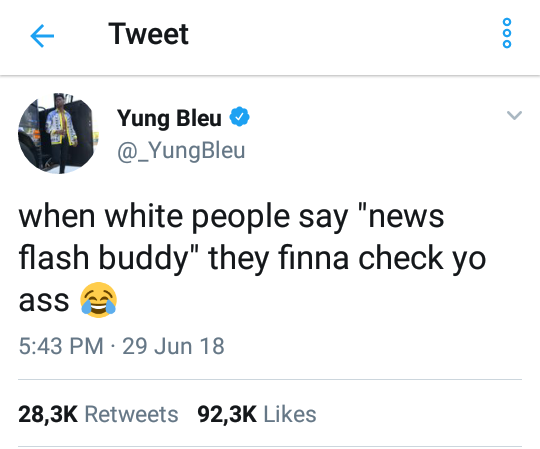 Tweet
Yung Bleu
@_YungBleu
when white people say "news
flash buddy" they finna check yo
ass 😂
5:43 PM · 29 Jun 18
28,3K Retweets 92,3K Likes